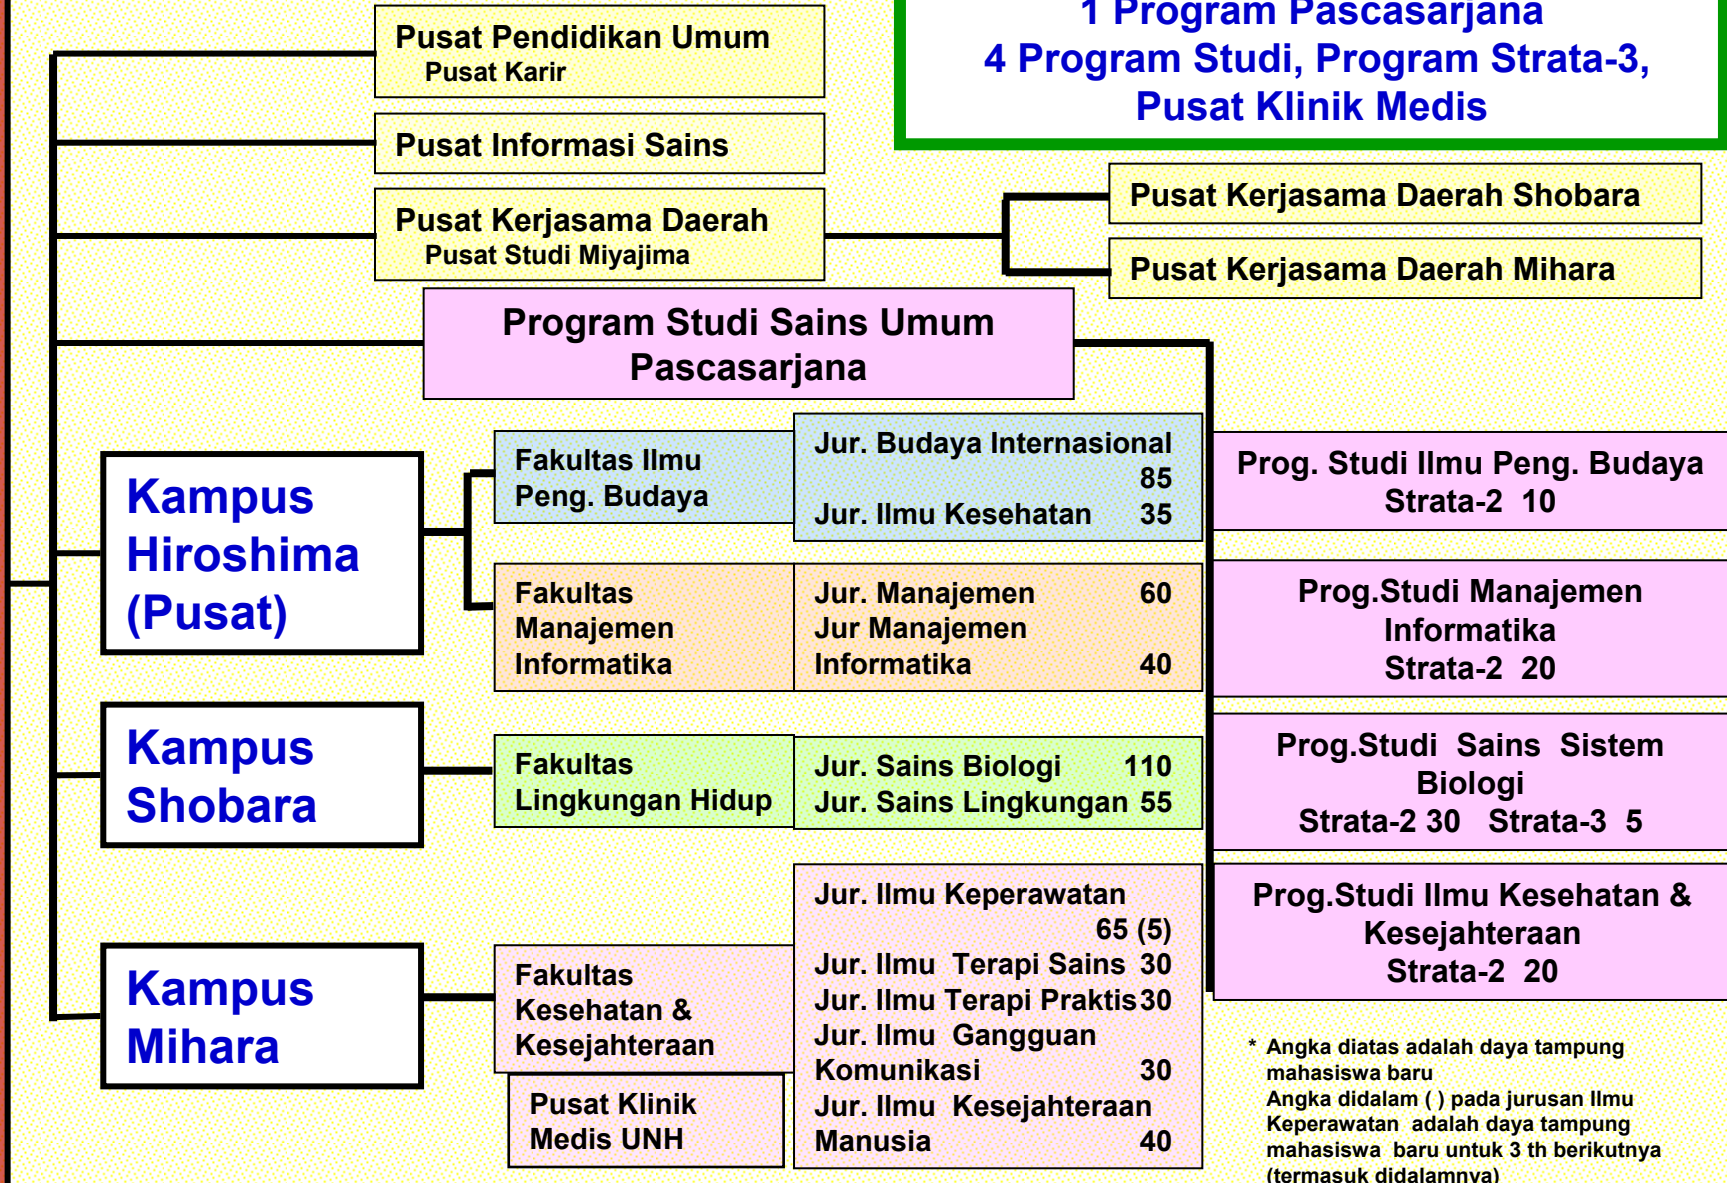 1 Program Pascasarjana
4 Program Studi, Program Strata-3,
Pusat Klinik Medis
Pusat Pendidikan Umum
Pusat Karir
Pusat Informasi Sains
Pusat Kerjasama Daerah
Pusat Studi Miyajima
Pusat Kerjasama Daerah Shobara
Pusat Kerjasama Daerah Mihara
Program Studi Sains Umum
Pascasarjana
Kampus
Hiroshima
(Pusat)
Fakultas Ilmu
Peng. Budaya
Jur. Budaya Internasional
85
Jur. Ilmu Kesehatan 35
Fakultas
Manajemen
Informatika
Jur. Manajemen 60
Jur Manajemen
Informatika 40
Kampus
Shobara
Fakultas
Lingkungan Hidup
Jur. Sains Biologi 110
Jur. Sains Lingkungan 55
Kampus
Mihara
Fakultas
Kesehatan &
Kesejahteraan
Pusat Klinik
Medis UNH
Jur. Ilmu Keperawatan
65 (5)
Jur. Ilmu Terapi Sains 30
Jur. Ilmu Terapi Praktis 30
Jur. Ilmu Gangguan
Komunikasi 30
Jur. Ilmu Kesejahteraan
Manusia 40
Prog. Studi Ilmu Peng. Budaya
Strata-2 10
Prog.Studi Manajemen
Informatika
Strata-2 20
Prog.Studi Sains Sistem
Biologi
Strata-2 30 Strata-3 5
Prog.Studi Ilmu Kesehatan &
Kesejahteraan
Strata-2 20
* Angka diatas adalah daya tampung
mahasiswa baru
Angka didalam ( ) pada jurusan Ilmu
Keperawatan adalah daya tampung
mahasiswa baru untuk 3 th berikutnya
(termasuk didalamnya)